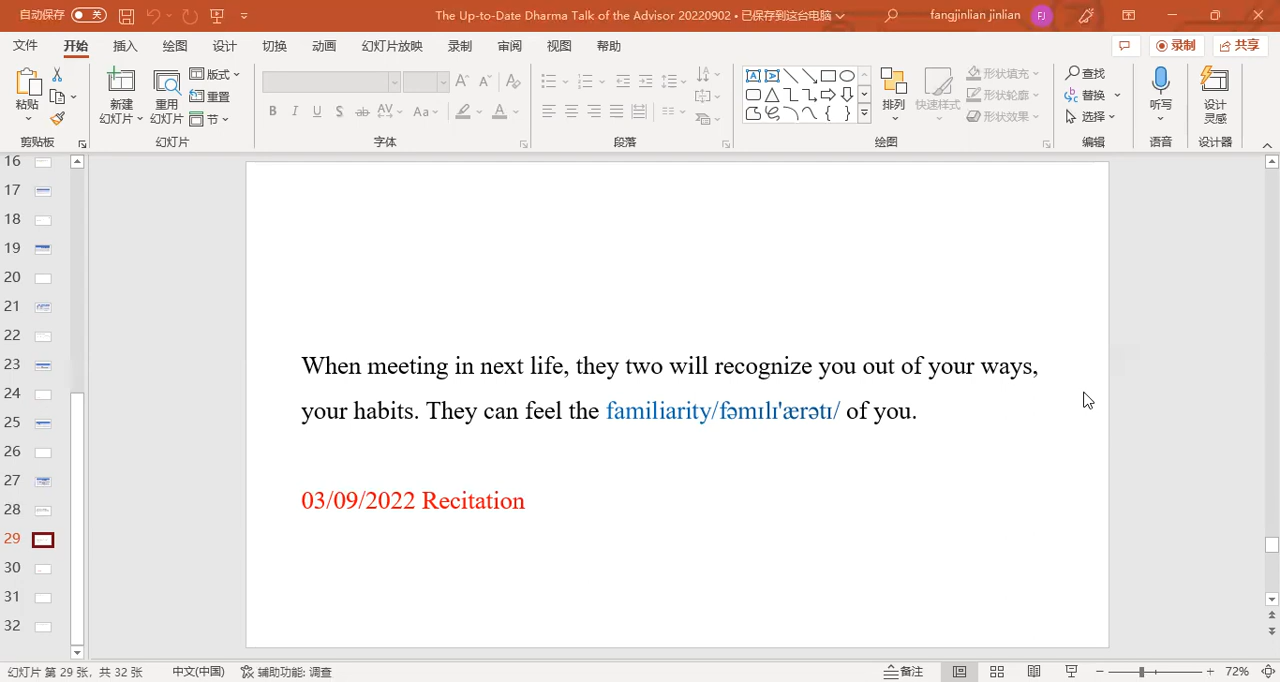 自动保存 关 The Up-to-Date Dharma Talk of the Advisor 20220902 • 已保存到这台电脑 fangjinlian jinlian FJ
文件 开始 插入 绘图 设计 切换 动画 幻灯片放映 录制 审阅 视图 帮助 录制 共享
粘贴 新建 幻灯片 重用 幻灯片 版式 重置 节 排列 快速样式 形状填充 形状轮廓 形状效果 查找 替换 选择 听写 设计 灵感
剪贴板 幻灯片 字体 段落 绘图 编辑 语音 设计器
16
17
18
19
20
21
22
23
24
25
26
27
28
29
30
31
32
When meeting in next life, they two will recognize you out of your ways,
your habits. They can feel the familiarity/fəmɪlɪ'ærətɪ/ of you.
03/09/2022 Recitation
幻灯片 第 29 张，共 32 张 中文(中国) 辅助功能: 调查 备注 72%